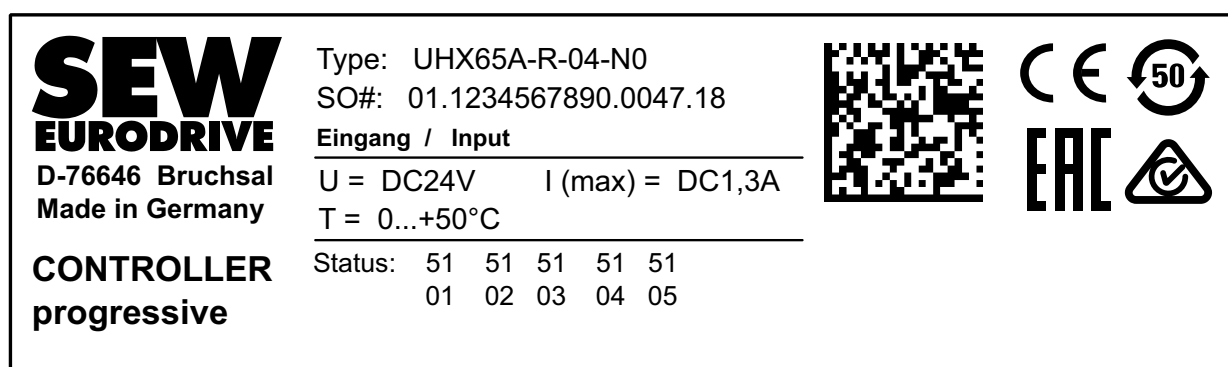 SEW
EURODRIVE
D-76646 Bruchsal
Made in Germany
CONTROLLER
progressive
Type: UHX65A-R-04-N0
SO#: 01.1234567890.0047.18
Eingang / Input
U = DC24V I (max) = DC1,3A
T = 0...+50°C
Status: 51 51 51 51 51
01 02 03 04 05
CE
50
EAC